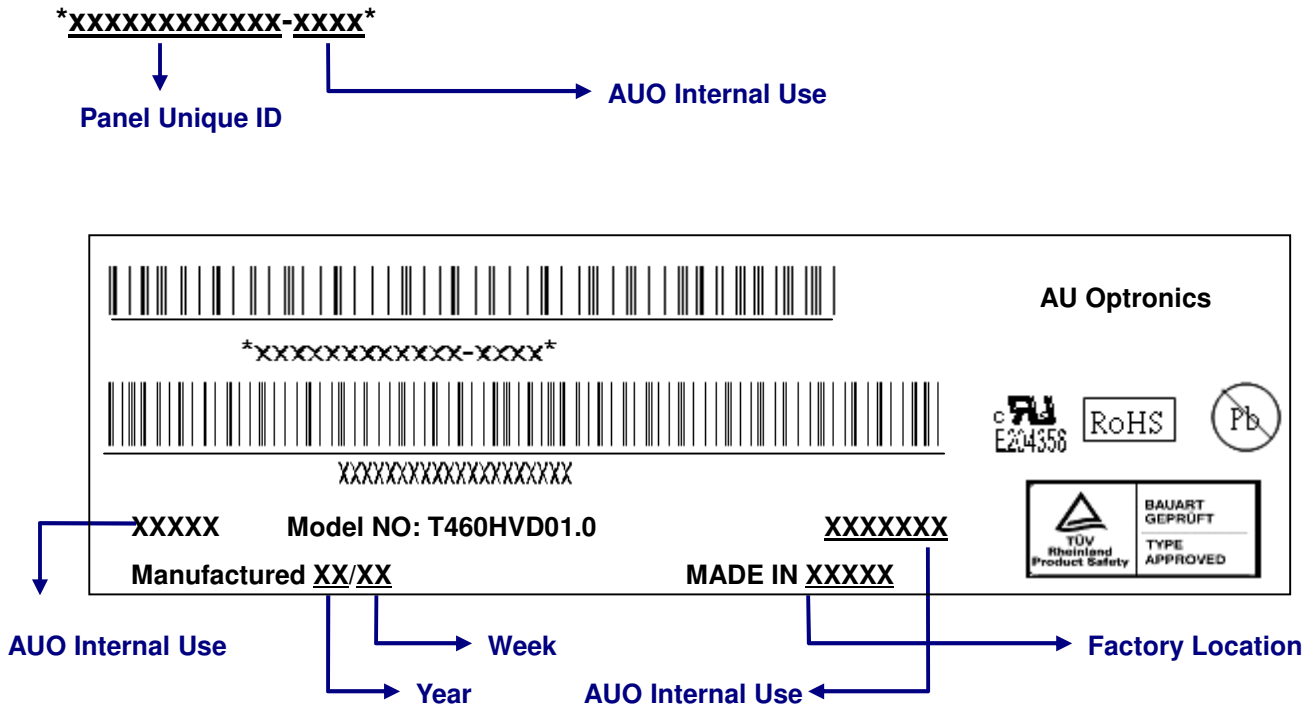 *xxxxxxxxxxxx-xxxx*
AUO Internal Use
Panel Unique ID
AU Optronics
*xxxxxxxxxxxx-xxxx*
c RU RoHS Pb
E204356
XXXXXXXXXXXXXXXXXXXX
XXXXX Model NO: T460HVD01.0 XXXXXXX
BAUART
GEPRÜFT
TÜV
Rheinland
Product Safety
TYPE
APPROVED
Manufactured XX/XX MADE IN XXXXX
AUO Internal Use Week Factory Location
Year AUO Internal Use